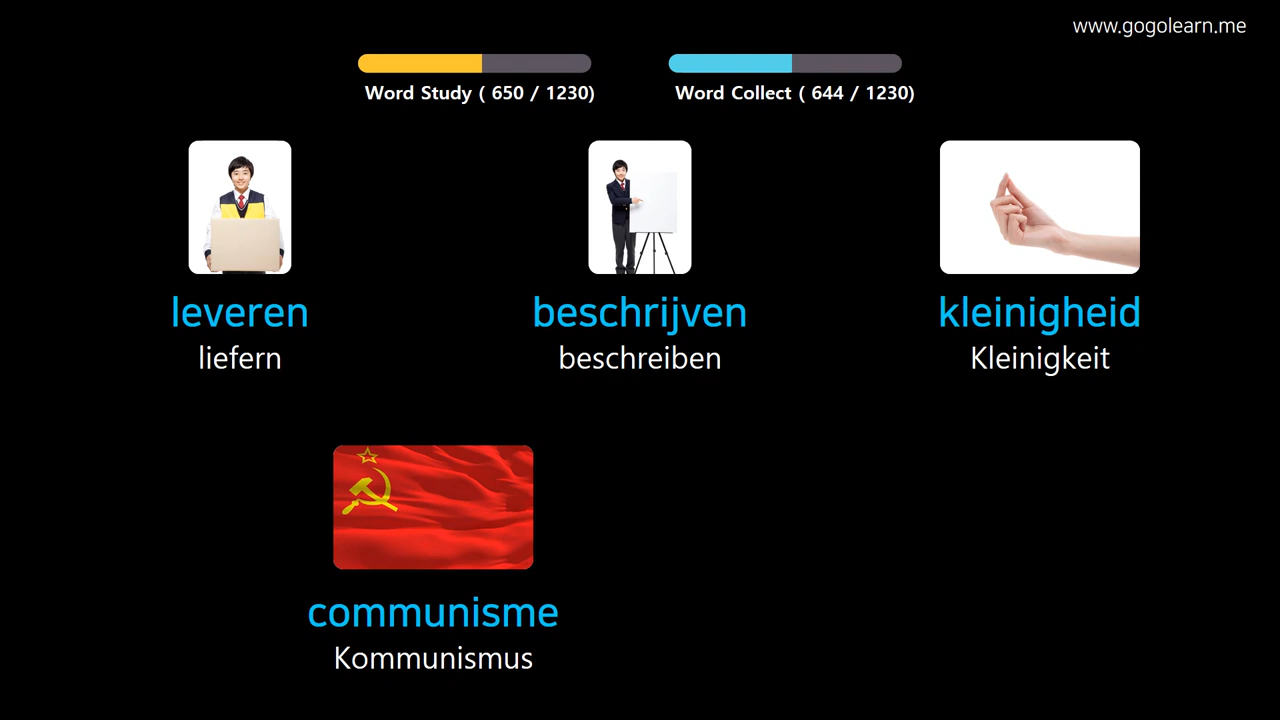 www.gogolearn.me
Word Study ( 650 / 1230)
Word Collect ( 644 / 1230)
leveren
liefern
beschrijven
beschreiben
kleinigheid
Kleinigkeit
communisme
Kommunismus